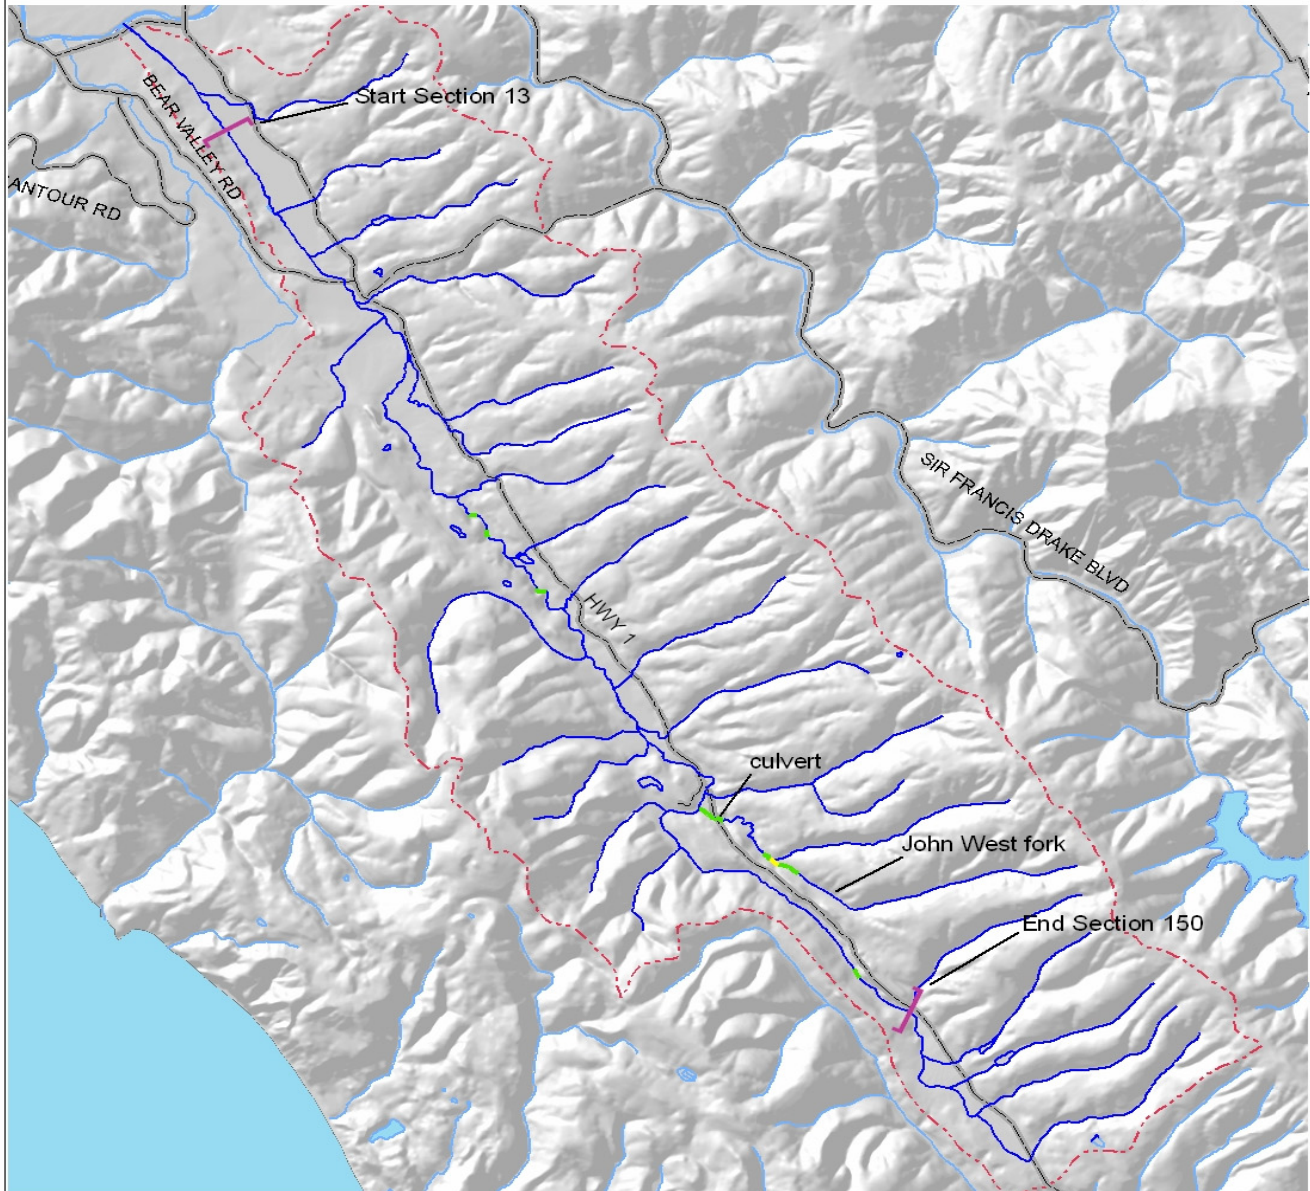 Start Section 13
BEAR VALLEY RD
ANTOUR RD
SIR FRANCIS DRAKE BLVD
HWY 1
culvert
John West fork
End Section 150